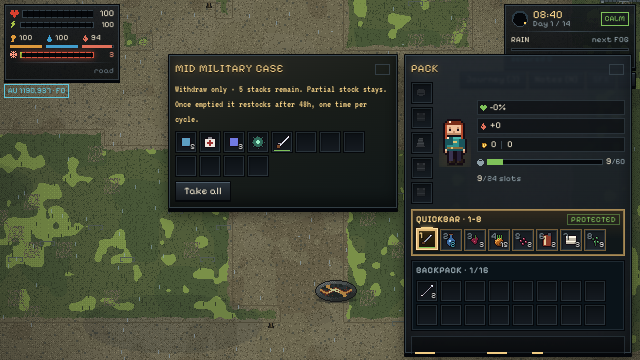 100
100
100 100 94
3
road
AU 1190,997 · FO
MID MILITARY CASE
Withdraw only · 5 stacks remain. Partial stock stays.
Once emptied it restocks after 48h, one time per
cycle.
Take all
08:40
Day 1 / 14
CALM
RAIN
next FOG
PACK
-0%
+0
0 | 0
9/60
9/24 slots
QUICKBAR · 1-8
PROTECTED
BACKPACK · 1/16
2